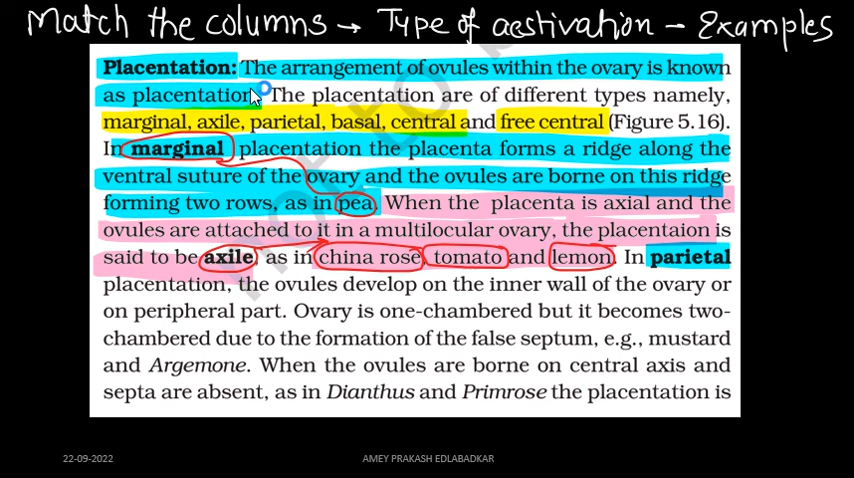 Match the columns → Type of aestivation - Examples
Placentation: The arrangement of ovules within the ovary is known
as placentation. The placentation are of different types namely,
marginal, axile, parietal, basal, central and free central (Figure 5.16).
In marginal placentation the placenta forms a ridge along the
ventral suture of the ovary and the ovules are borne on this ridge
forming two rows, as in pea. When the placenta is axial and the
ovules are attached to it in a multilocular ovary, the placentaion is
said to be axile, as in china rose, tomato and lemon. In parietal
placentation, the ovules develop on the inner wall of the ovary or
on peripheral part. Ovary is one-chambered but it becomes two-
chambered due to the formation of the false septum, e.g., mustard
and Argemone. When the ovules are borne on central axis and
septa are absent, as in Dianthus and Primrose the placentation is
22-09-2022
AMEY PRAKASH EDLABADKAR